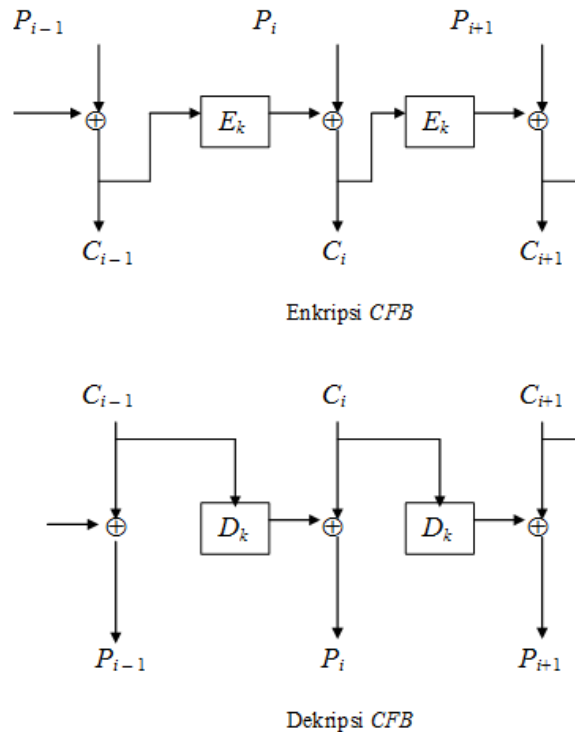 P_{i-1} P_i P_{i+1}
⊕ E_k ⊕ E_k ⊕
C_{i-1} C_i C_{i+1}
Enkripsi CFB
C_{i-1} C_i C_{i+1}
⊕ D_k ⊕ D_k ⊕
P_{i-1} P_i P_{i+1}
Dekripsi CFB